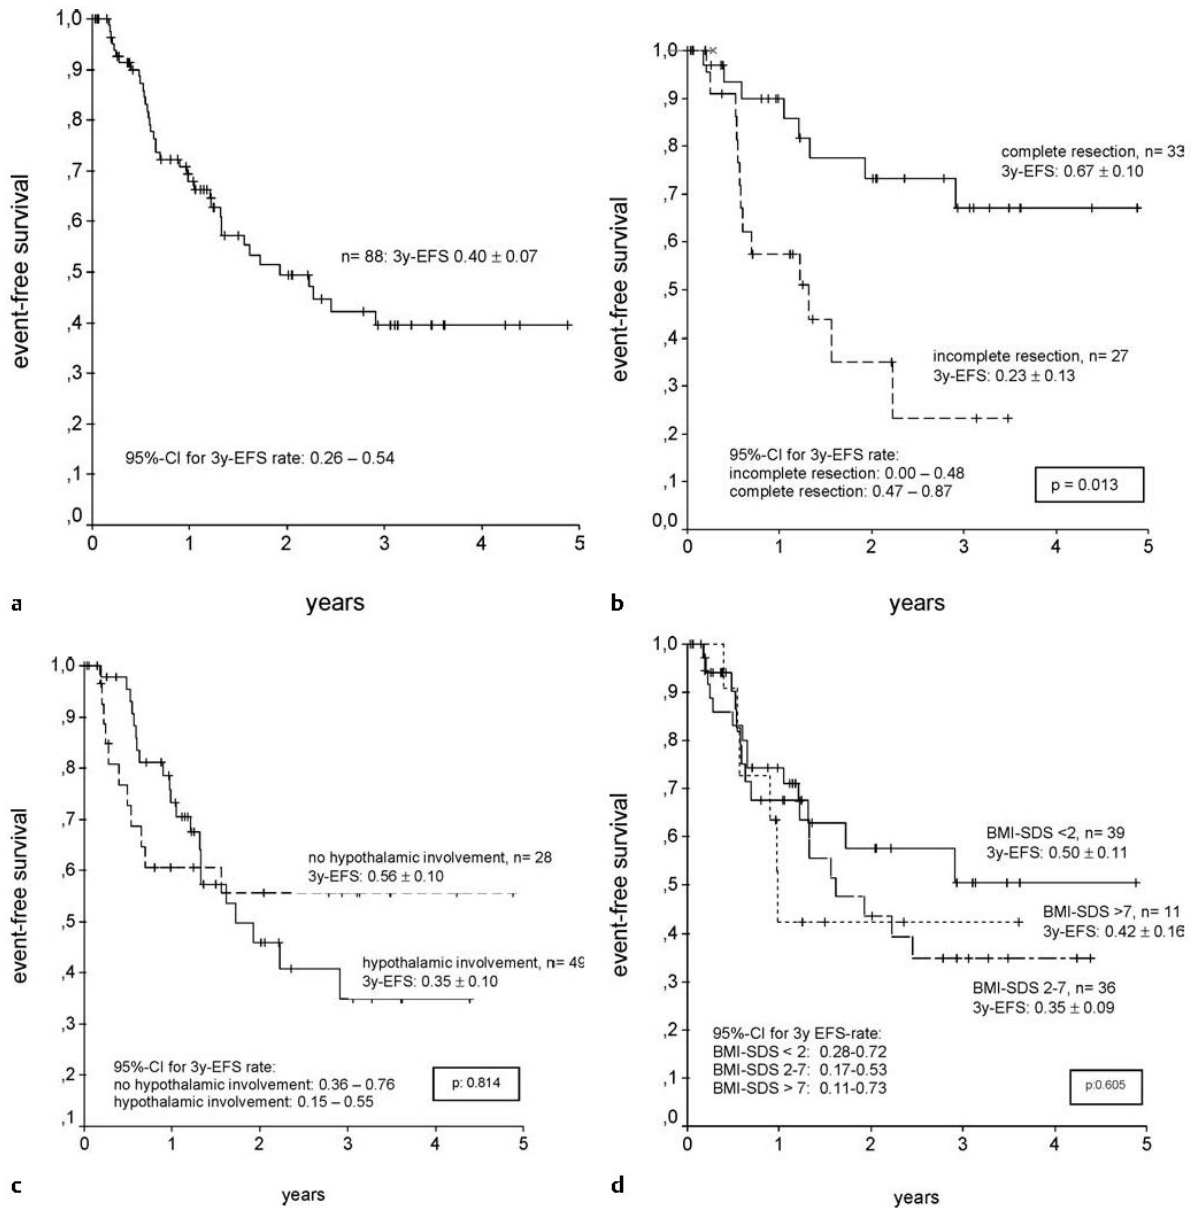 1,0
,9
,8
,7
,6
,5
,4
,3
,2
,1
,0
0 1 2 3 4 5
event-free survival
years
n= 88: 3y-EFS 0.40 ± 0.07
95%-CI for 3y-EFS rate: 0.26 – 0.54
a
1,0
,9
,8
,7
,6
,5
,4
,3
,2
,1
0,0
0 1 2 3 4 5
event-free survival
years
complete resection, n= 33
3y-EFS: 0.67 ± 0.10
incomplete resection, n= 27
3y-EFS: 0.23 ± 0.13
95%-CI for 3y-EFS rate:
incomplete resection: 0.00 – 0.48
complete resection: 0.47 – 0.87
p = 0.013
b
1,0
,9
,8
,7
,6
,5
,4
,3
,2
,1
0 1 2 3 4 5
event-free survival
years
no hypothalamic involvement, n= 28
3y-EFS: 0.56 ± 0.10
hypothalamic involvement, n= 49
3y-EFS: 0.35 ± 0.10
95%-CI for 3y-EFS rate:
no hypothalamic involvement: 0.36 – 0.76
hypothalamic involvement: 0.15 – 0.55
p: 0.814
c
1,0
,9
,8
,7
,6
,5
,4
,3
,2
,1
,0
0 1 2 3 4 5
event-free survival
years
BMI-SDS <2, n= 39
3y-EFS: 0.50 ± 0.11
BMI-SDS >7, n= 11
3y-EFS: 0.42 ± 0.16
BMI-SDS 2-7, n= 36
3y-EFS: 0.35 ± 0.09
95%-CI for 3y EFS-rate:
BMI-SDS < 2: 0.28-0.72
BMI-SDS 2-7: 0.17-0.53
BMI-SDS > 7: 0.11-0.73
p:0.605
d